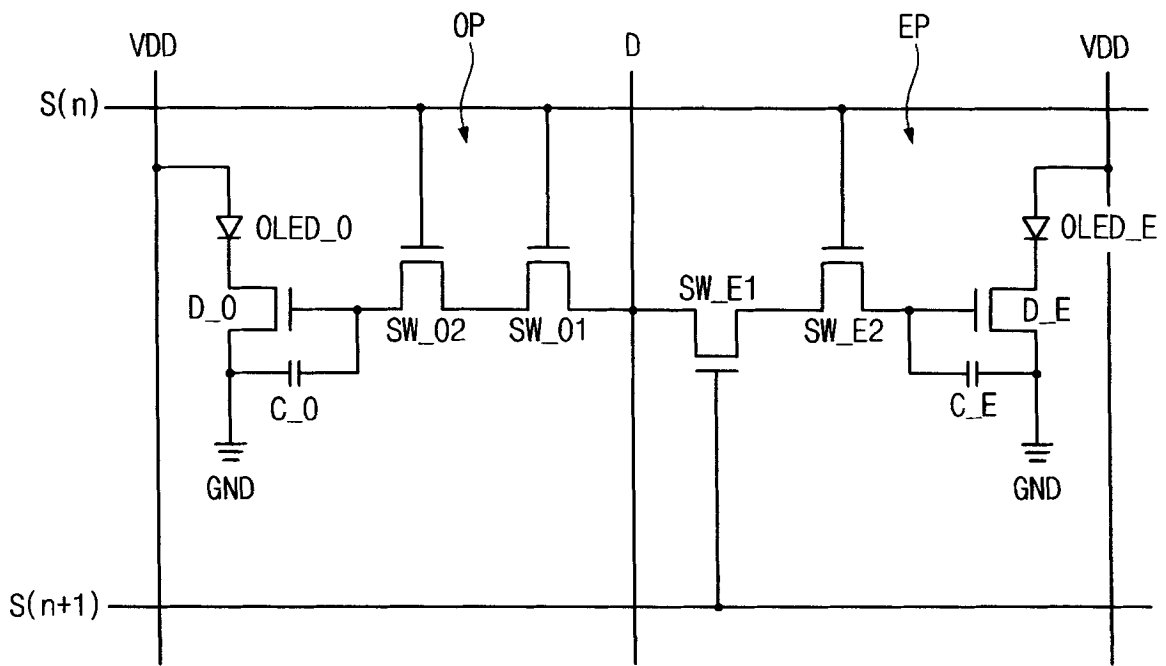 OP
EP
VDD
D
VDD
S(n)
OLED_O
OLED_E
SW_E1
D_O
D_E
SW_O2
SW_O1
SW_E2
C_O
C_E
GND
GND
S(n+1)